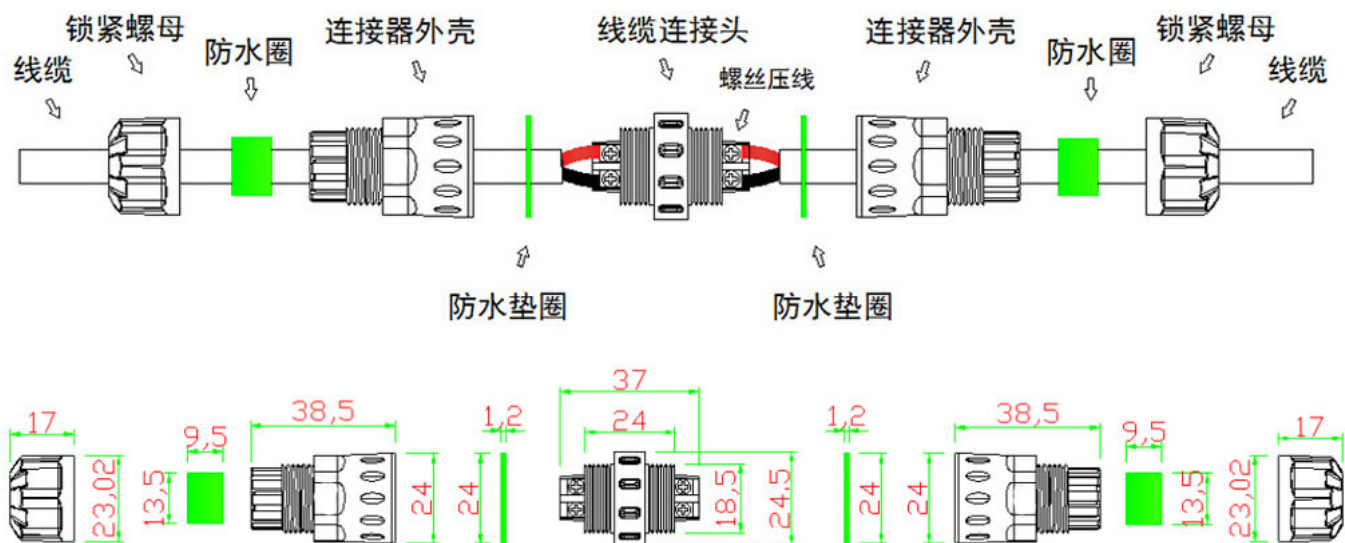 锁紧螺母
连接器外壳
线缆连接头
连接器外壳
锁紧螺母
线缆
防水圈
螺丝压线
防水圈
线缆
防水垫圈
防水垫圈
37
17
9,5
38,5
1,2
24
1,2
38,5
9,5
17
23,02
13,5
24
24
18,5
24,5
24
24
13,5
23,02